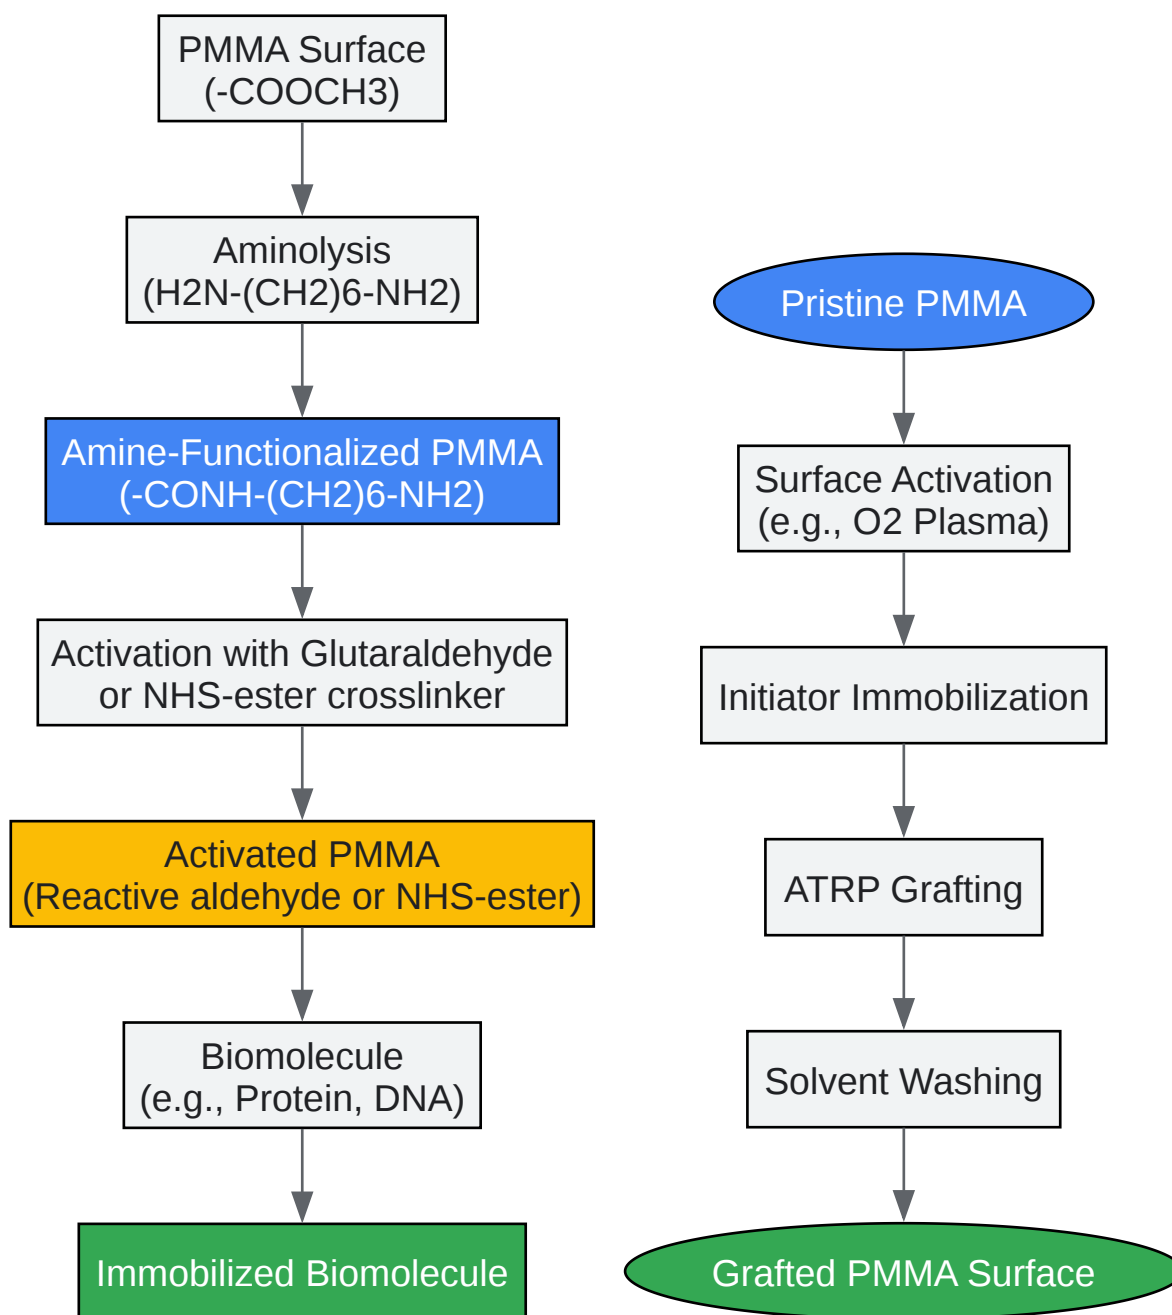 PMMA Surface
(-COOCH3)
Aminolysis
(H2N-(CH2)6-NH2)
Amine-Functionalized PMMA
(-CONH-(CH2)6-NH2)
Activation with Glutaraldehyde
or NHS-ester crosslinker
Activated PMMA
(Reactive aldehyde or NHS-ester)
Biomolecule
(e.g., Protein, DNA)
Immobilized Biomolecule
Pristine PMMA
Surface Activation
(e.g., O2 Plasma)
Initiator Immobilization
ATRP Grafting
Solvent Washing
Grafted PMMA Surface